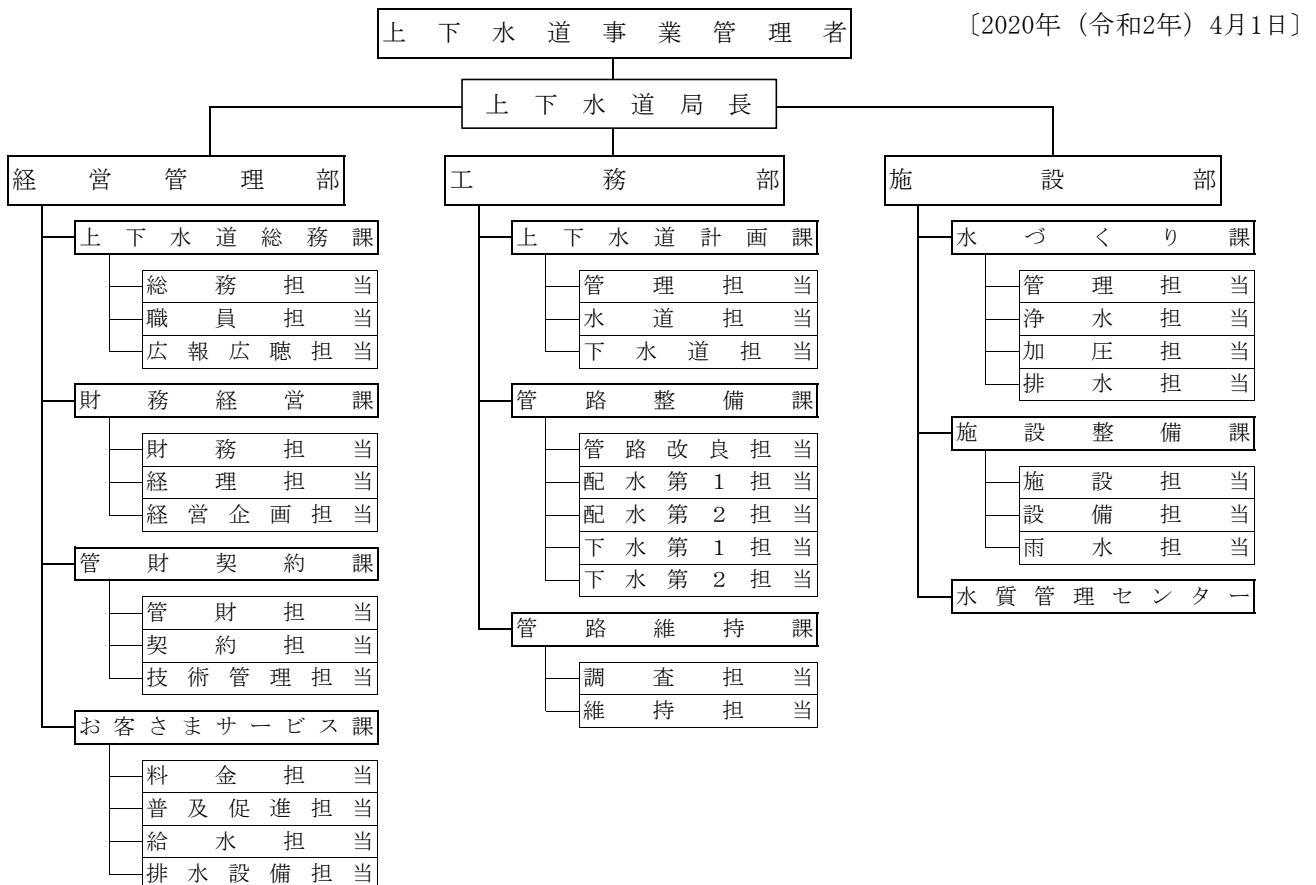 〔2020年（令和2年）4月1日〕
上下水道事業管理者
上下水道局長
経営管理部
上下水道総務課
総務担当
職員担当
広報広聴担当
財務経営課
財務担当
経理担当
経営企画担当
管財契約課
管財担当
契約担当
技術管理担当
お客さまサービス課
料金担当
普及促進担当
給水担当
排水設備担当
工務部
上下水道計画課
管理担当
水道担当
下水道担当
管路整備課
管路改良担当
配水第1担当
配水第2担当
下水第1担当
下水第2担当
管路維持課
調査担当
維持担当
施設部
水づくり課
管理担当
浄水担当
加圧担当
排水担当
施設整備課
施設担当
設備担当
雨水担当
水質管理センター